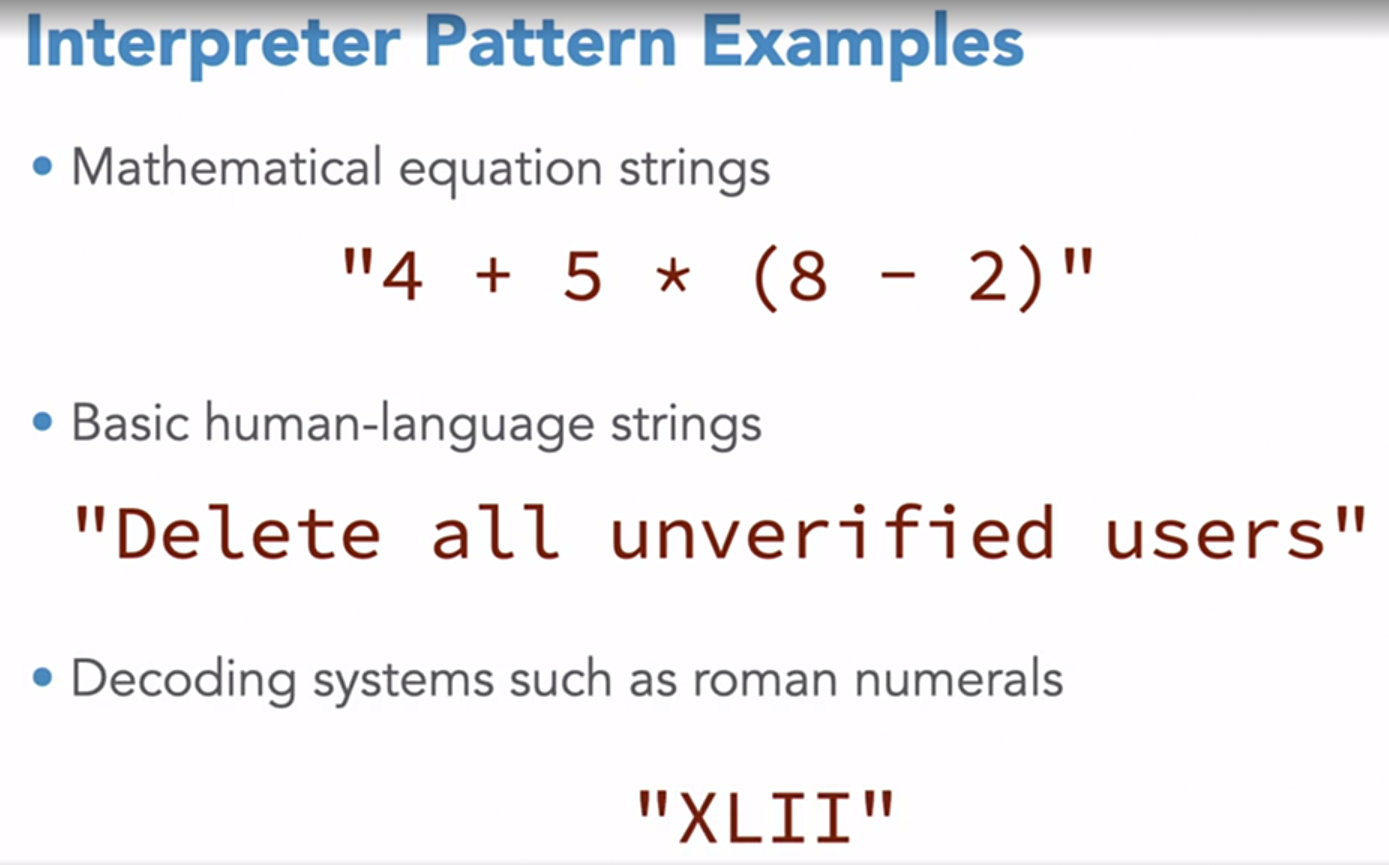 Interpreter Pattern Examples
• Mathematical equation strings
"4 + 5 * (8 - 2)"
• Basic human-language strings
"Delete all unverified users"
• Decoding systems such as roman numerals
"XLII"